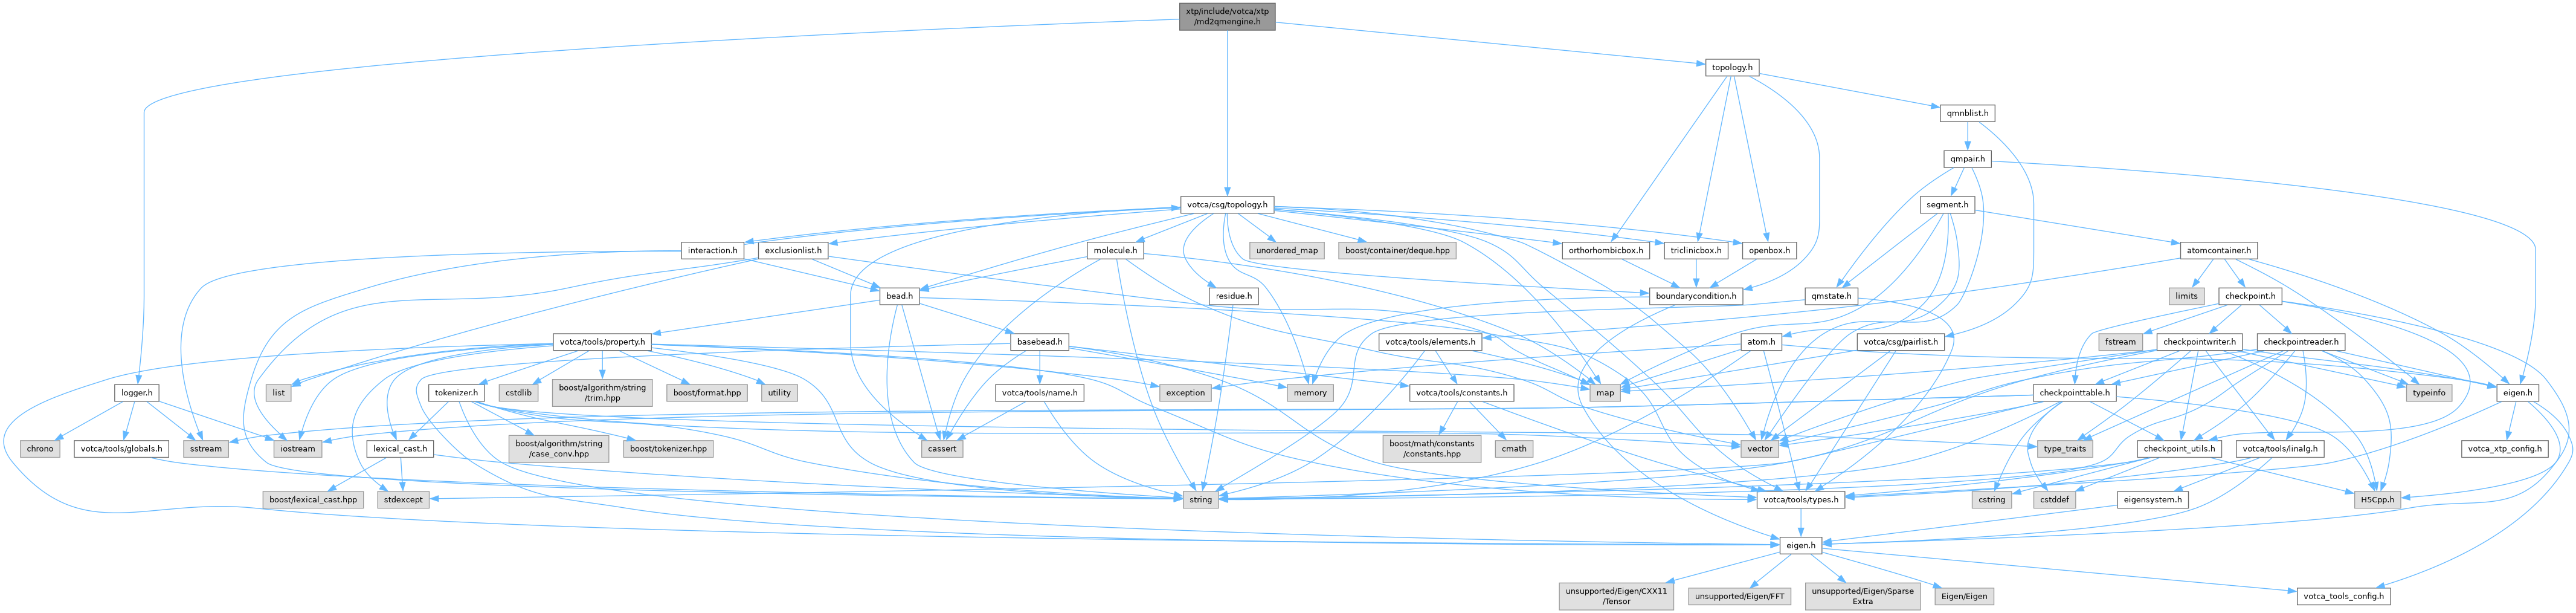 xtp/include/votca/xtp
/md2qmengine.h
topology.h
qmnblist.h
qmpair.h
votca/csg/topology.h
segment.h
interaction.h
exclusionlist.h
molecule.h
unordered_map
boost/container/deque.hpp
orthorhombicbox.h
triclinicbox.h
openbox.h
atomcontainer.h
bead.h
residue.h
boundarycondition.h
qmstate.h
limits
checkpoint.h
votca/tools/property.h
basebead.h
votca/tools/elements.h
atom.h
votca/csg/pairlist.h
fstream
checkpointwriter.h
checkpointreader.h
logger.h
list
tokenizer.h
cstdlib
boost/algorithm/string
/trim.hpp
boost/format.hpp
utility
exception
votca/tools/name.h
memory
votca/tools/constants.h
map
checkpointtable.h
typeinfo
eigen.h
chrono
votca/tools/globals.h
sstream
iostream
lexical_cast.h
boost/algorithm/string
/case_conv.hpp
boost/tokenizer.hpp
cassert
boost/math/constants
/constants.hpp
cmath
vector
type_traits
checkpoint_utils.h
votca/tools/linalg.h
votca_xtp_config.h
boost/lexical_cast.hpp
stdexcept
string
votca/tools/types.h
cstring
cstddef
eigensystem.h
H5Cpp.h
eigen.h
unsupported/Eigen/CXX11
/Tensor
unsupported/Eigen/FFT
unsupported/Eigen/Sparse
Extra
Eigen/Eigen
votca_tools_config.h